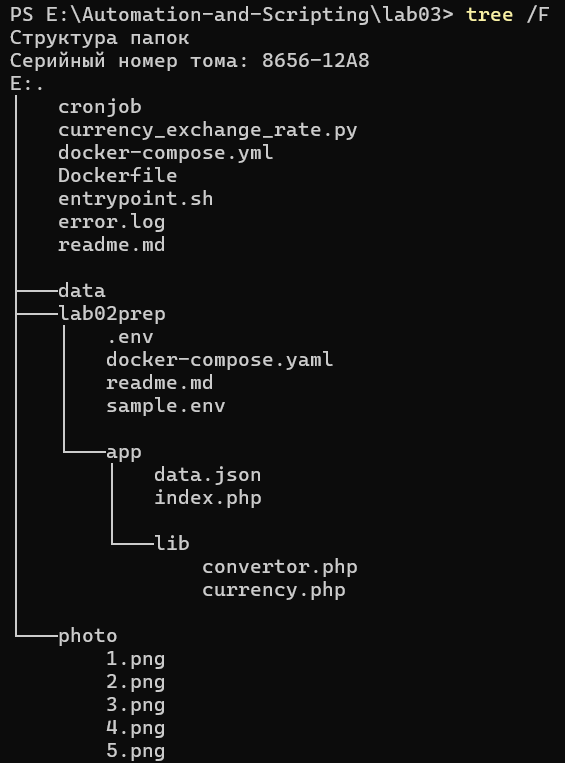 PS E:\Automation-and-Scripting\lab03> tree /F
Структура папок
Серийный номер тома: 8656-12A8
E:.
│   cronjob
│   currency_exchange_rate.py
│   docker-compose.yml
│   Dockerfile
│   entrypoint.sh
│   error.log
│   readme.md
│
├───data
├───lab02prep
│   │   .env
│   │   docker-compose.yaml
│   │   readme.md
│   │   sample.env
│   │
│   └───app
│       │   data.json
│       │   index.php
│       │
│       └───lib
│               convertor.php
│               currency.php
│
└───photo
        1.png
        2.png
        3.png
        4.png
        5.png